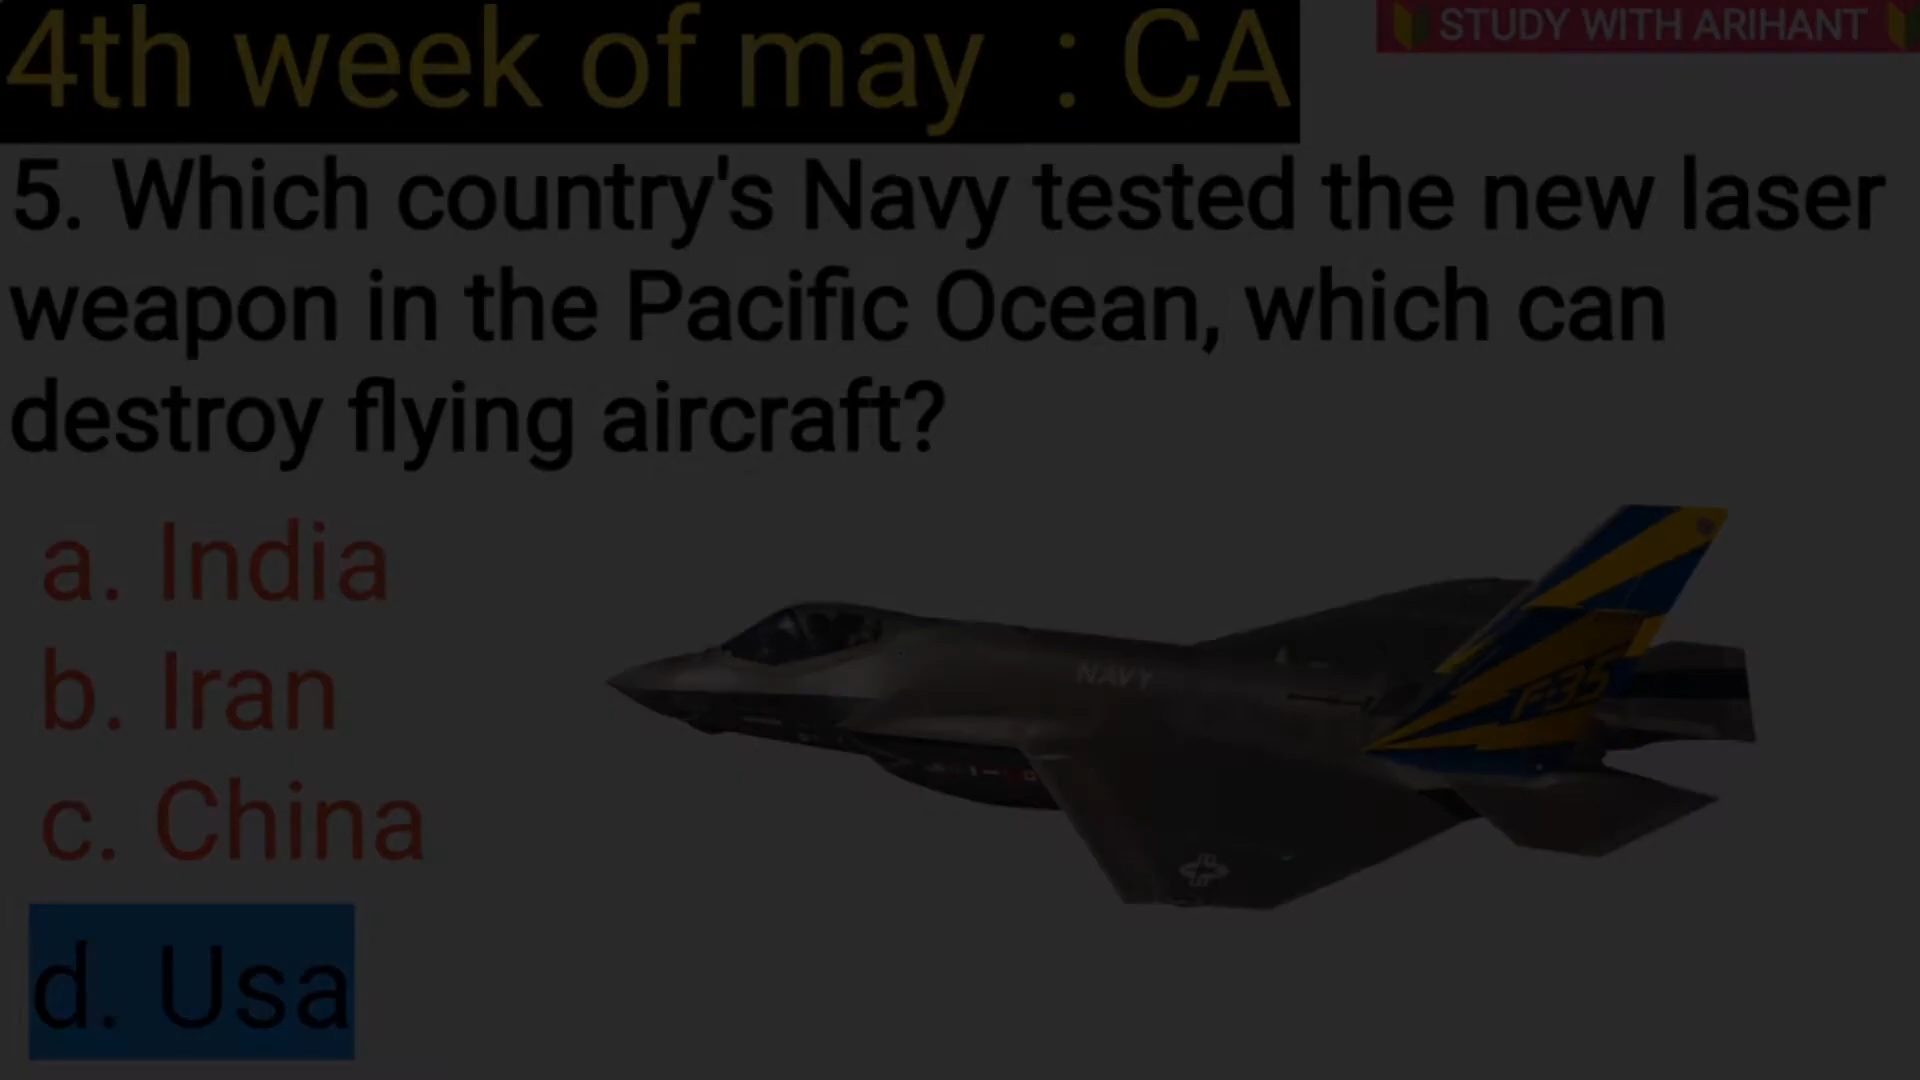 4th week of may : CA
STUDY WITH ARIHANT
5. Which country's Navy tested the new laser
weapon in the Pacific Ocean, which can
destroy flying aircraft?
a. India
b. Iran
c. China
d. Usa
NAVY
F-35